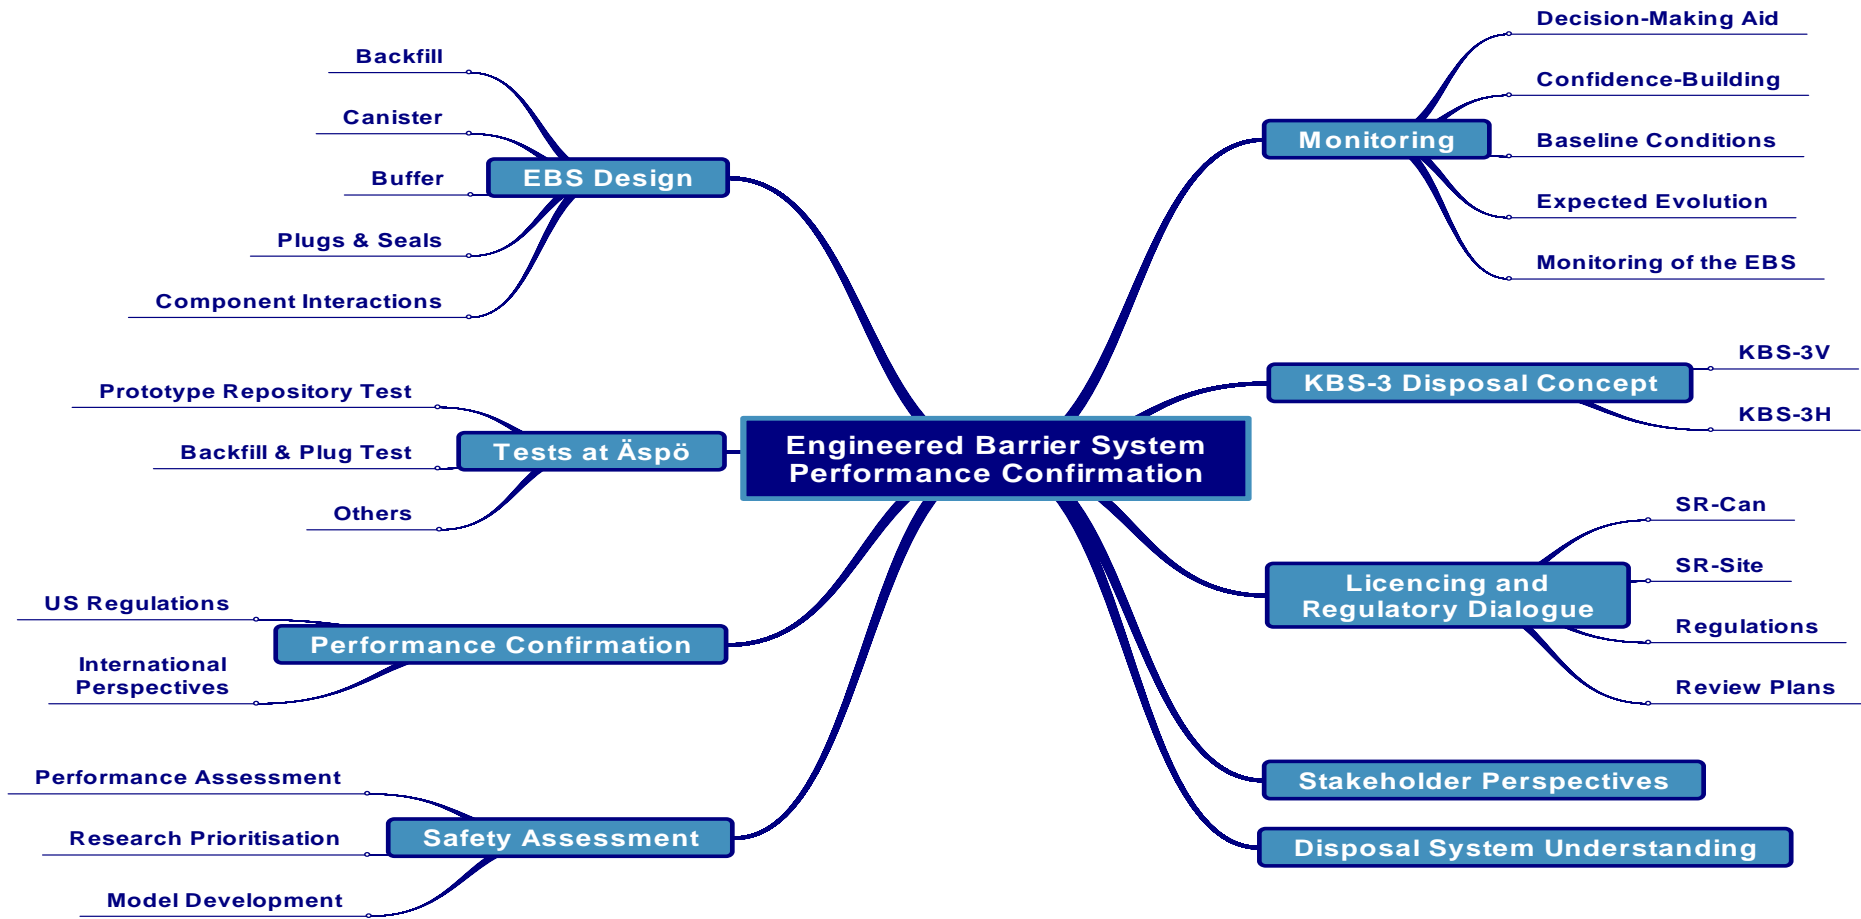 Engineered Barrier System
Performance Confirmation
EBS Design
Backfill
Canister
Buffer
Plugs & Seals
Component Interactions
Tests at Äspö
Prototype Repository Test
Backfill & Plug Test
Others
Performance Confirmation
US Regulations
International
Perspectives
Safety Assessment
Performance Assessment
Research Prioritisation
Model Development
Monitoring
Decision-Making Aid
Confidence-Building
Baseline Conditions
Expected Evolution
Monitoring of the EBS
KBS-3 Disposal Concept
KBS-3V
KBS-3H
Licencing and
Regulatory Dialogue
SR-Can
SR-Site
Regulations
Review Plans
Stakeholder Perspectives
Disposal System Understanding